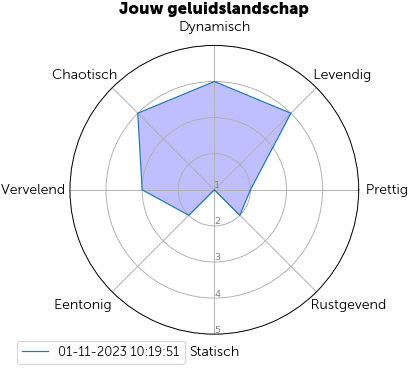 Jouw geluidslandschap
Dynamisch
Chaotisch
Levendig
Vervelend
1
Prettig
2
3
4
Eentonig
Rustgevend
5
01-11-2023 10:19:51
Statisch